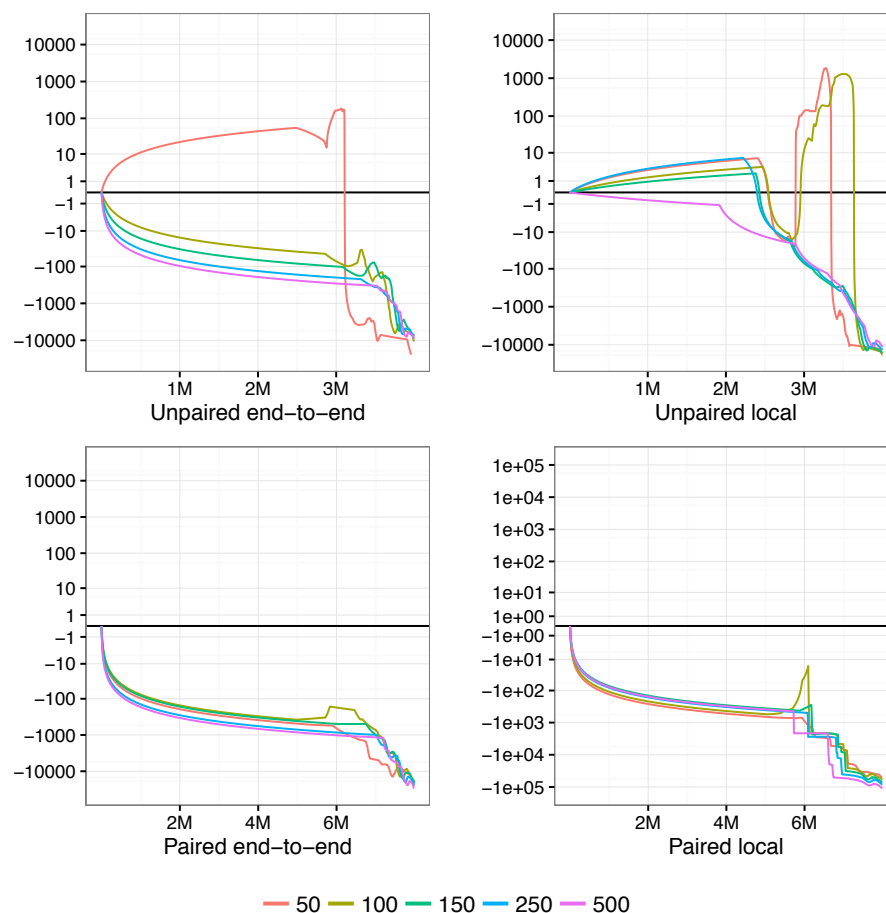 10000
1000
100
10
1
−1
−10
−100
−1000
−10000
1M 2M 3M
Unpaired end−to−end
10000
1000
100
10
1
−1
−10
−100
−1000
−10000
1M 2M 3M
Unpaired local
10000
1000
100
10
1
−1
−10
−100
−1000
−10000
2M 4M 6M
Paired end−to−end
1e+05
1e+04
1e+03
1e+02
1e+01
1e+00
−1e+00
−1e+01
−1e+02
−1e+03
−1e+04
−1e+05
2M 4M 6M
Paired local
50 100 150 250 500